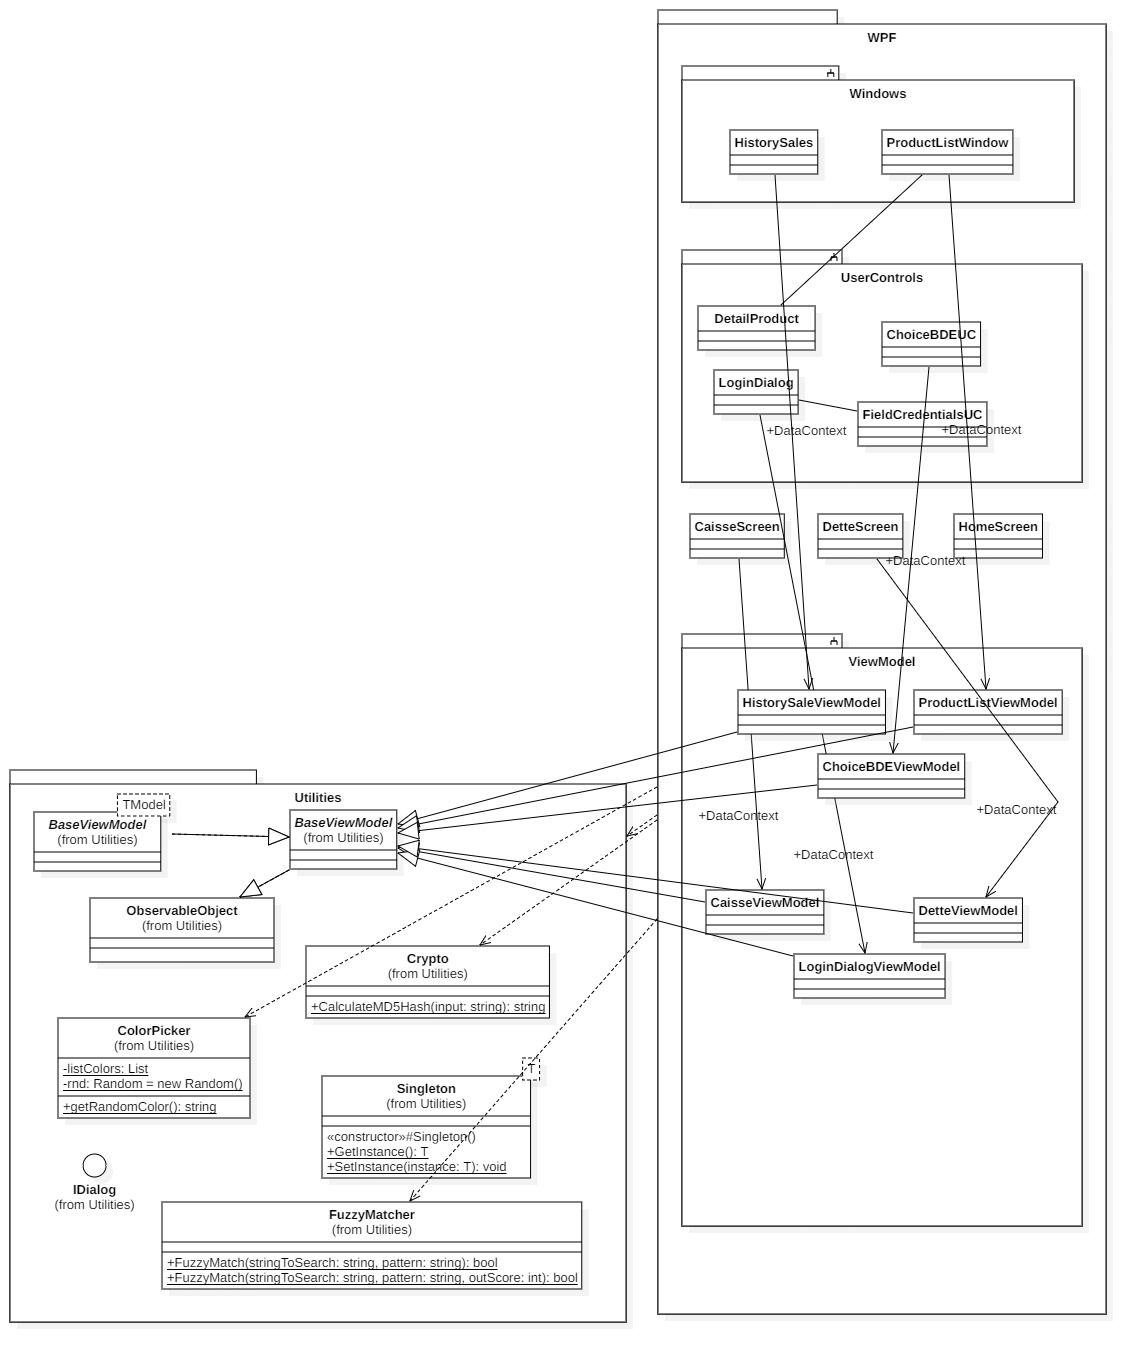 WPF
Windows
HistorySales
ProductListWindow
UserControls
DetailProduct
ChoiceBDEUC
LoginDialog
FieldCredentialsUC
+DataContext
+DataContext
CaisseScreen
DetteScreen
HomeScreen
+DataContext
ViewModel
HistorySaleViewModel
ProductListViewModel
ChoiceBDEViewModel
+DataContext
+DataContext
+DataContext
CaisseViewModel
DetteViewModel
LoginDialogViewModel
Utilities
TModel
BaseViewModel
(from Utilities)
BaseViewModel
(from Utilities)
ObservableObject
(from Utilities)
Crypto
(from Utilities)
+CalculateMD5Hash(input: string): string
ColorPicker
(from Utilities)
-listColors: List
-rnd: Random = new Random()
+getRandomColor(): string
T
Singleton
(from Utilities)
«constructor»#Singleton()
+GetInstance(): T
+SetInstance(instance: T): void
IDialog
(from Utilities)
FuzzyMatcher
(from Utilities)
+FuzzyMatch(stringToSearch: string, pattern: string): bool
+FuzzyMatch(stringToSearch: string, pattern: string, outScore: int): bool